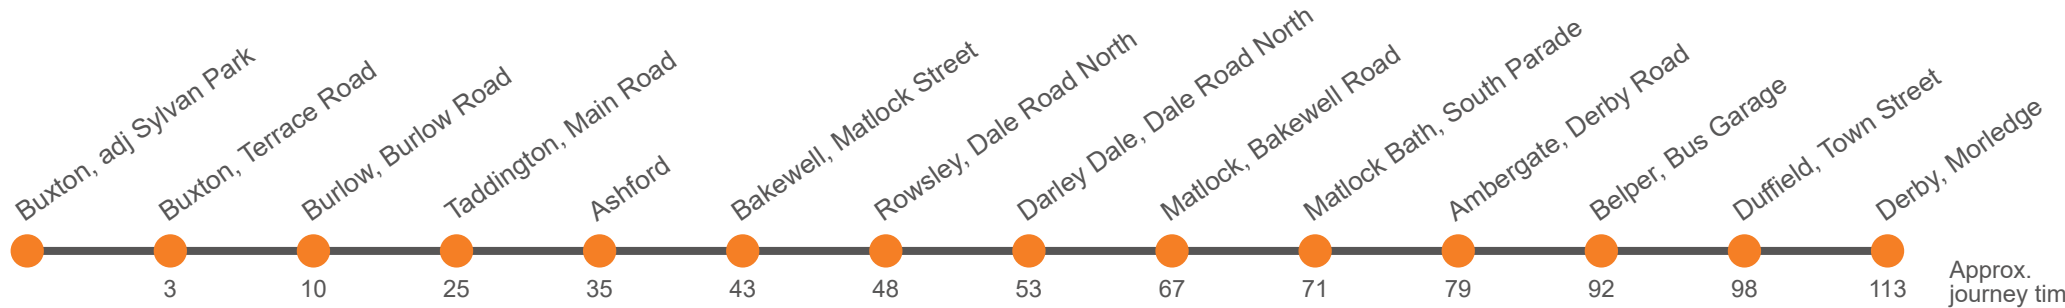 Buxton, adj Sylvan Park
Buxton, Terrace Road
Burlow, Burlow Road
Taddington, Main Road
Ashford
Bakewell, Matlock Street
Rowsley, Dale Road North
Darley Dale, Dale Road North
Matlock, Bakewell Road
Matlock Bath, South Parade
Ambergate, Derby Road
Belper, Bus Garage
Duffield, Town Street
Derby, Morledge
3 10 25 35 43 48 53 67 71 79 92 98 113
Approx.
journey tim